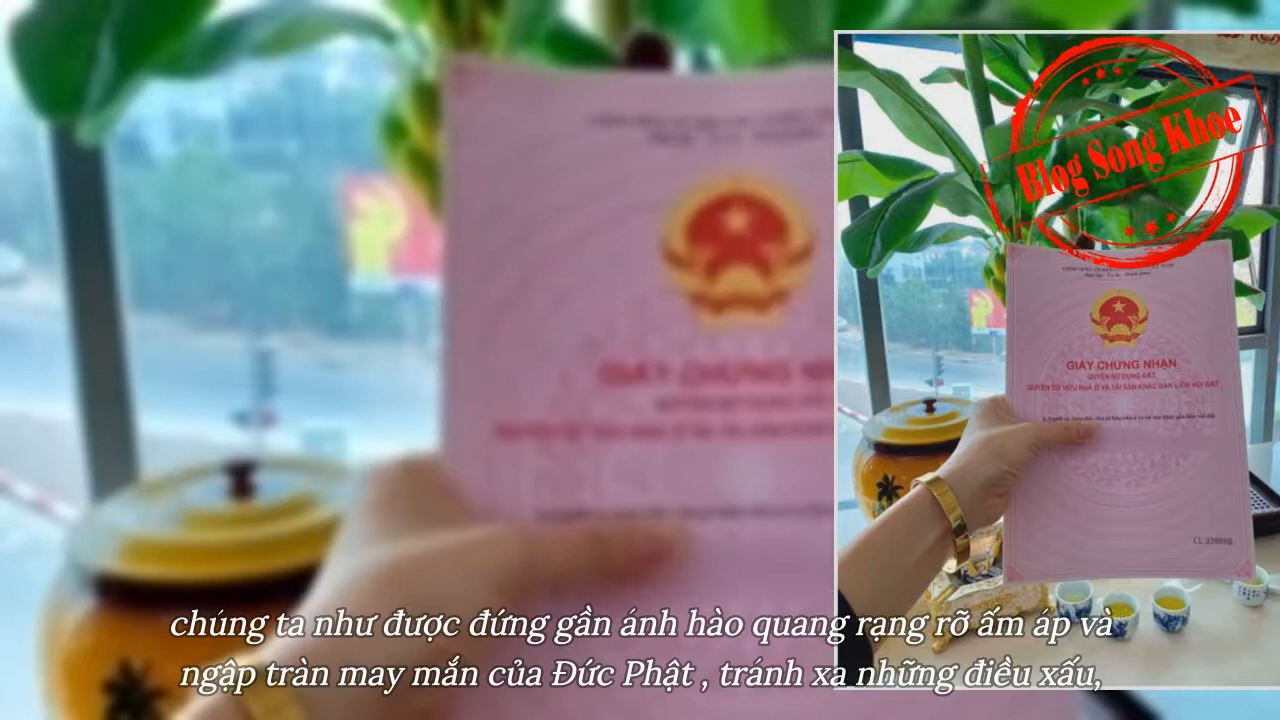 Blog Song Khoe
GIẤY CHỨNG NHẬN
QUYỀN SỬ DỤNG ĐẤT
QUYỀN SỞ HỮU NHÀ Ở VÀ TÀI SẢN KHÁC GẮN LIỀN VỚI ĐẤT
chúng ta như được đứng gần ánh hào quang rạng rỡ ấm áp và
ngập tràn may mắn của Đức Phật , tránh xa những điều xấu,